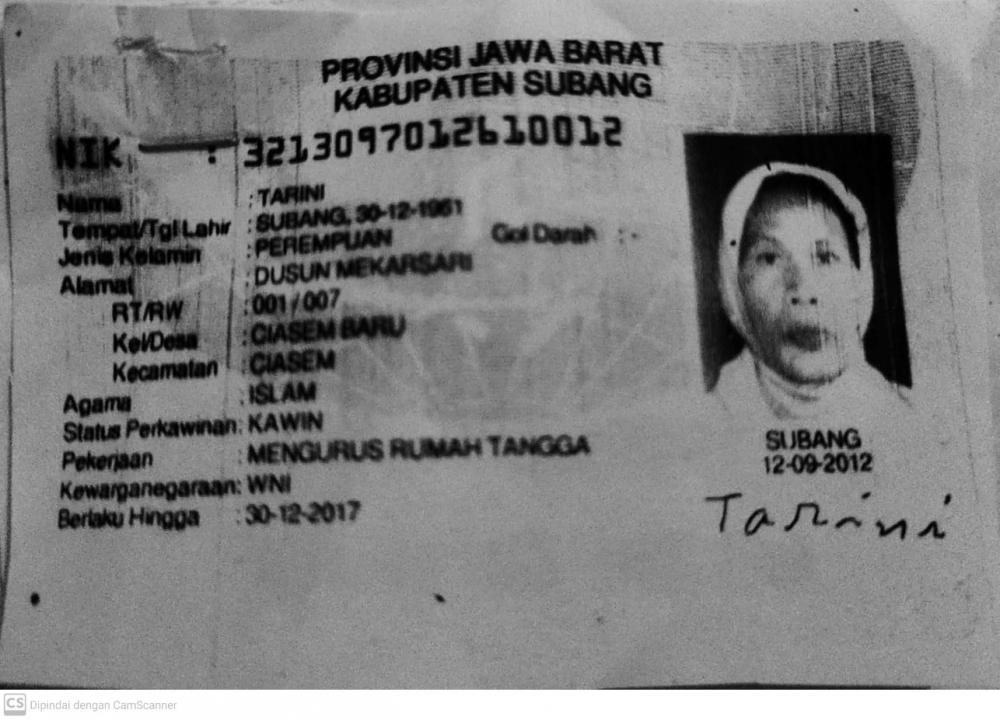 PROVINSI JAWA BARAT
KABUPATEN SUBANG
NIK : 3213097012610012
Nama : TARINI
Tempat/Tgl Lahir : SUBANG, 30-12-1961
Jenis Kelamin : PEREMPUAN Gol Darah : -
Alamat : DUSUN MEKARSARI
RT/RW : 001 / 007
Kel/Desa : CIASEM BARU
Kecamatan : CIASEM
Agama : ISLAM
Status Perkawinan: KAWIN
Pekerjaan : MENGURUS RUMAH TANGGA
Kewarganegaraan: WNI
Berlaku Hingga : 30-12-2017
SUBANG
12-09-2012
Tarini
CS Dipindai dengan CamScanner